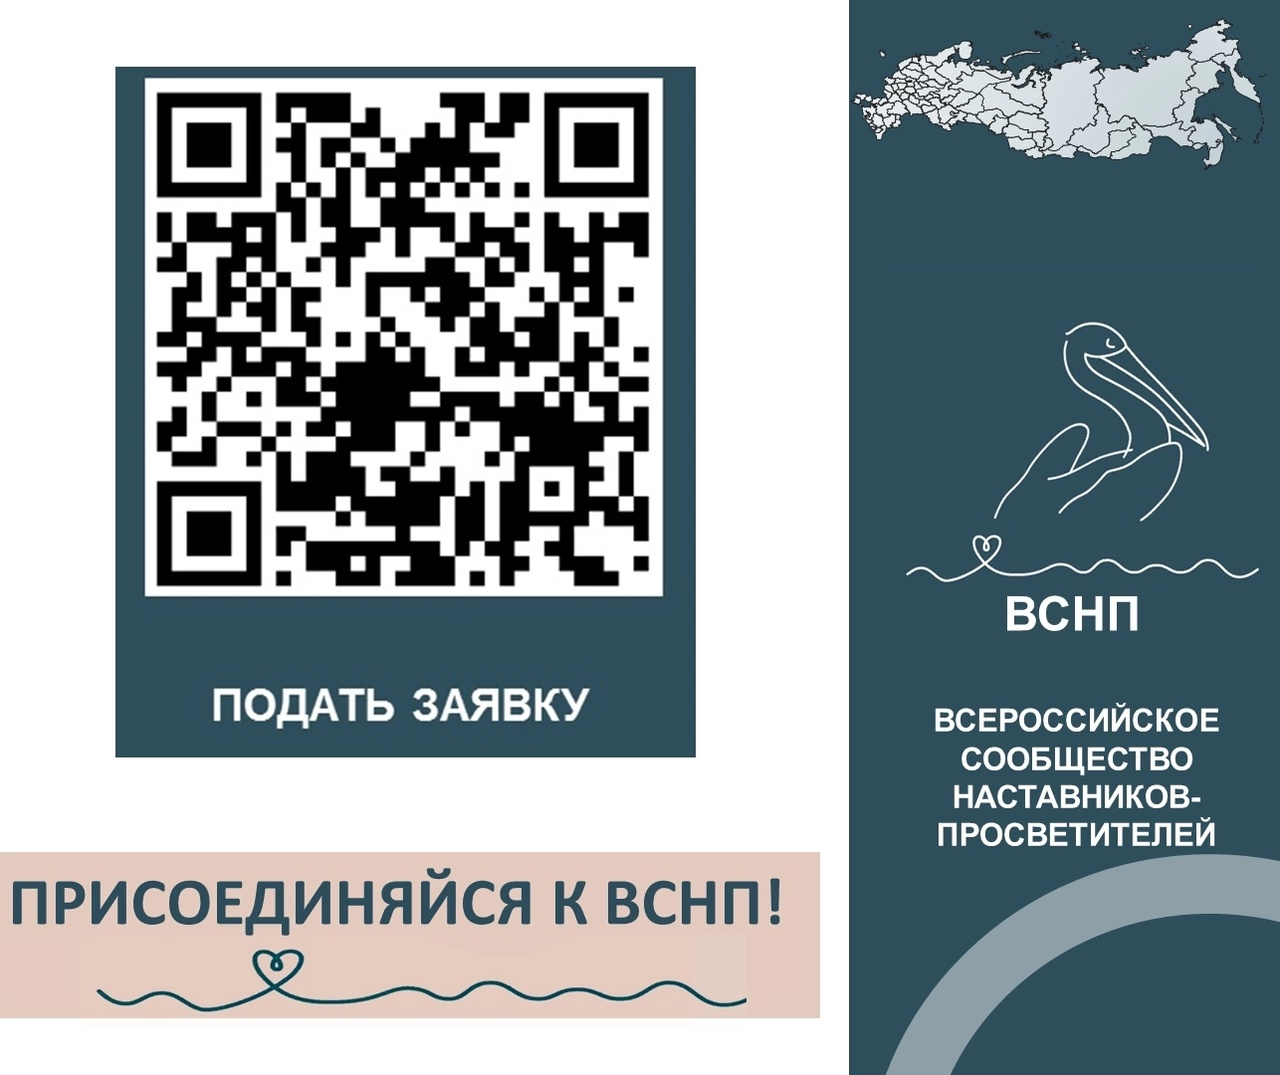 ПОДАТЬ ЗАЯВКУ
ПРИСОЕДИНЯЙСЯ К ВСНП!
ВСНП
ВСЕРОССИЙСКОЕ
СООБЩЕСТВО
НАСТАВНИКОВ-
ПРОСВЕТИТЕЛЕЙ